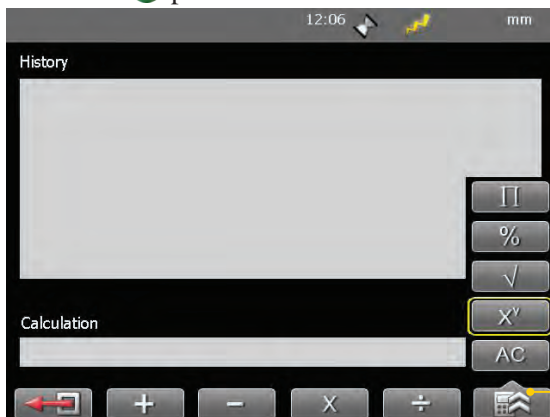 12:06 mm
History
Π
%
√
Xʸ
Calculation
AC
+ − X ÷